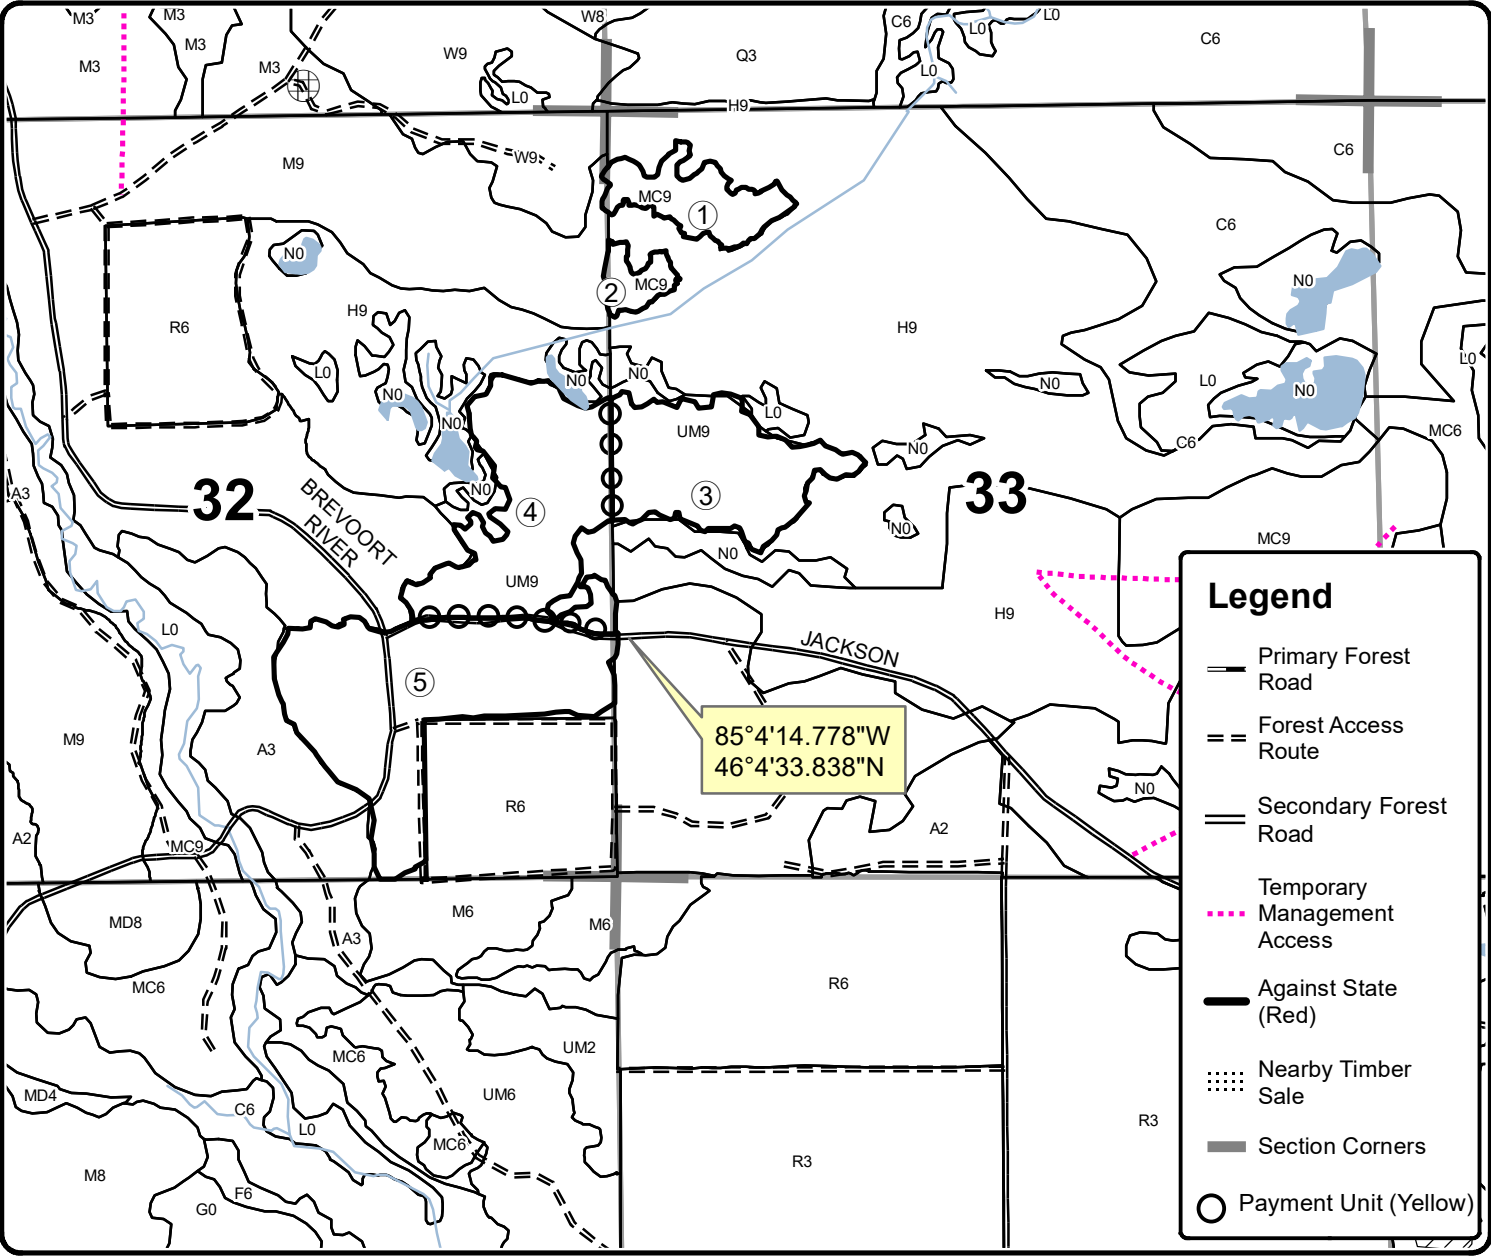 M3
M3
W8
C6
L0
L0
M3
W9
Q3
C6
M3
M3
L0
L0
H9
M9
W9
C6
MC9
1
C6
N0
MC9
2
N0
H9
R6
H9
L0
N0
N0
L0
N0
L0
N0
N0
L0
N0
UM9
C6
MC6
N0
A3
N0
32
BREVOORT
RIVER
4
3
33
N0
MC9
N0
UM9
H9
L0
JACKSON
5
85°4'14.778"W
46°4'33.838"N
M9
A3
N0
R6
A2
MC9
A2
MD8
M6
M6
A3
MC6
R6
MC6
UM2
MD4
UM6
C6
L0
MC6
R3
R3
M8
F6
G0
Legend
Primary Forest
Road
Forest Access
Route
Secondary Forest
Road
Temporary
Management
Access
Against State
(Red)
Nearby Timber
Sale
Section Corners
Payment Unit (Yellow)